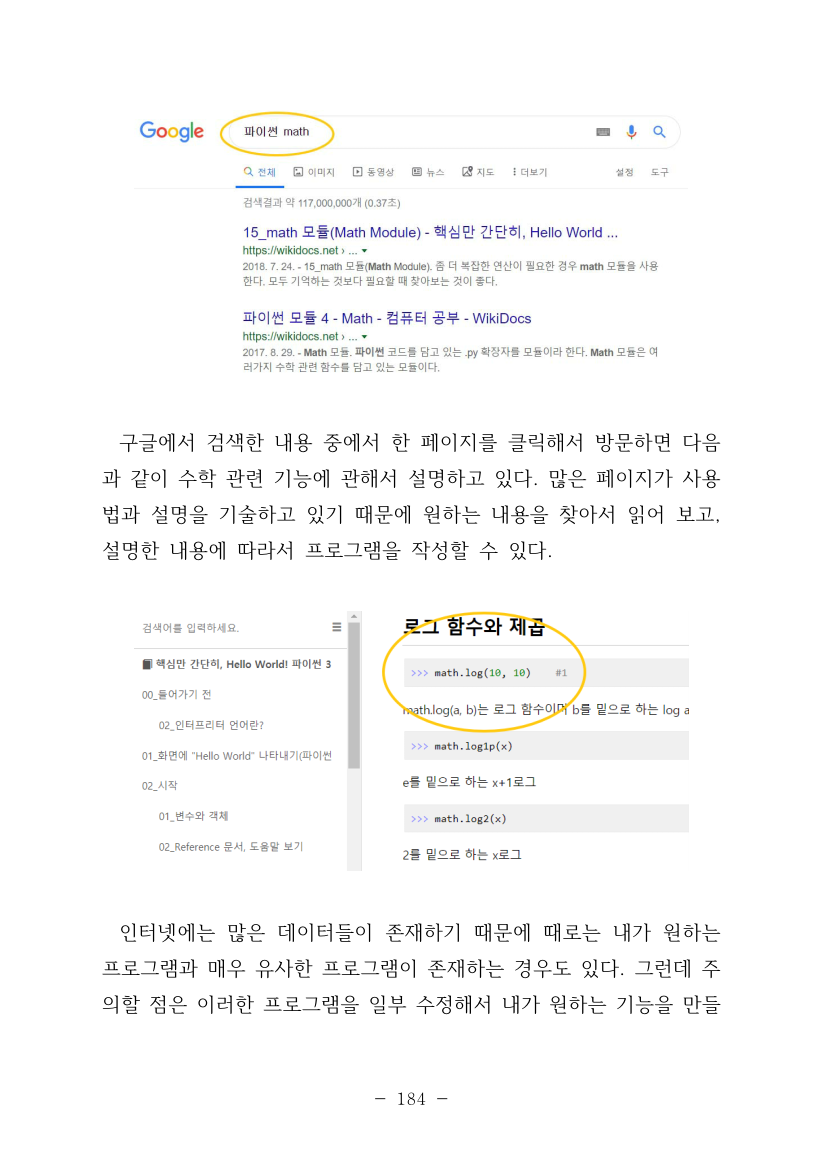 Google
파이썬 math
전체 이미지 동영상 뉴스 지도 더보기 설정 도구
검색결과 약 117,000,000개 (0.37초)
15_math 모듈(Math Module) - 핵심만 간단히, Hello World ...
https://wikidocs.net › ...
2018. 7. 24. - 15_math 모듈(Math Module). 좀 더 복잡한 연산이 필요한 경우 math 모듈을 사용
한다. 모두 기억하는 것보다 필요할 때 찾아보는 것이 좋다.
파이썬 모듈 4 - Math - 컴퓨터 공부 - WikiDocs
https://wikidocs.net › ...
2017. 8. 29. - Math 모듈. 파이썬 코드를 담고 있는 .py 확장자를 모듈이라 한다. Math 모듈은 여
러가지 수학 관련 함수를 담고 있는 모듈이다.
구글에서 검색한 내용 중에서 한 페이지를 클릭해서 방문하면 다음
과 같이 수학 관련 기능에 관해서 설명하고 있다. 많은 페이지가 사용
법과 설명을 기술하고 있기 때문에 원하는 내용을 찾아서 읽어 보고,
설명한 내용에 따라서 프로그램을 작성할 수 있다.
검색어를 입력하세요.
핵심만 간단히, Hello World! 파이썬 3
00_들어가기 전
02_인터프리터 언어란?
01_화면에 "Hello World" 나타내기(파이썬
02_시작
01_변수와 객체
02_Reference 문서, 도움말 보기
로그 함수와 제곱
>>> math.log(10, 10) #1
math.log(a, b)는 로그 함수이며 b를 밑으로 하는 log a
>>> math.log1p(x)
e를 밑으로 하는 x+1로그
>>> math.log2(x)
2를 밑으로 하는 x로그
인터넷에는 많은 데이터들이 존재하기 때문에 때로는 내가 원하는
프로그램과 매우 유사한 프로그램이 존재하는 경우도 있다. 그런데 주
의할 점은 이러한 프로그램을 일부 수정해서 내가 원하는 기능을 만들
- 184 -